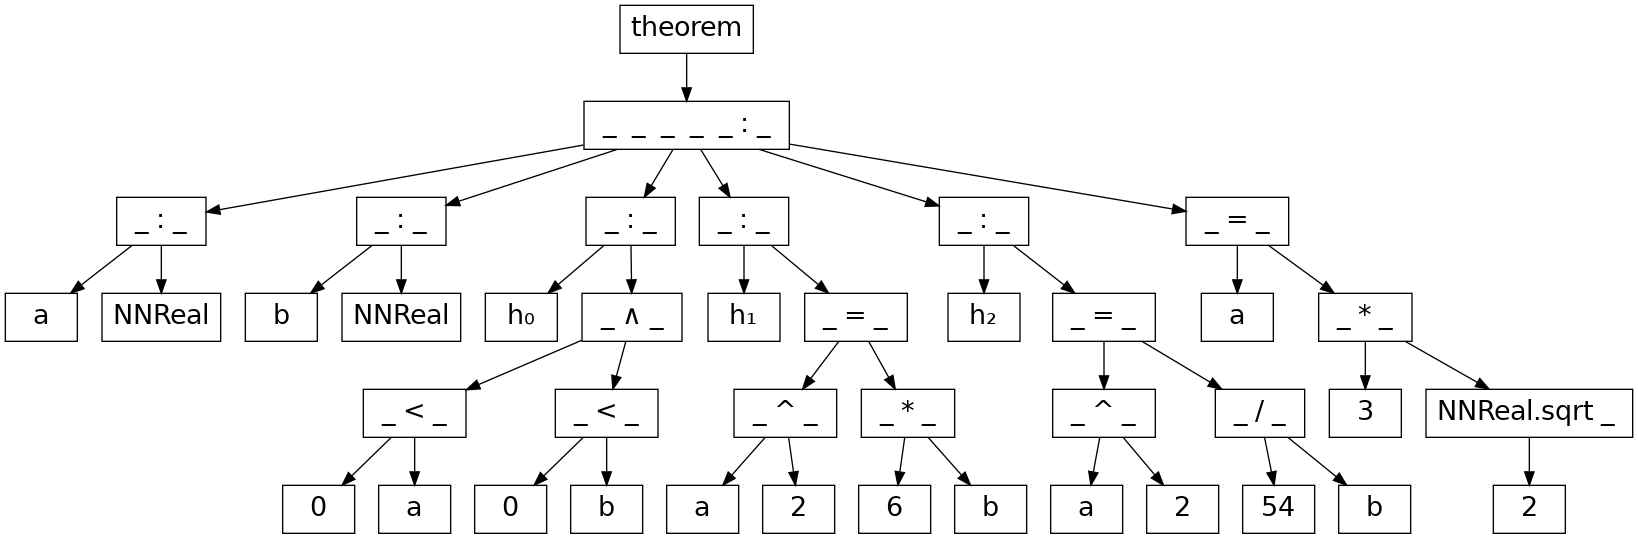 theorem
_ _ _ _ _ : _
_ : _ _ : _ _ : _ _ : _ _ : _ _ = _
a NNReal b NNReal h₀ _ ∧ _ h₁ _ = _ h₂ _ = _ a _ * _
_ < _ _ < _ _ ^ _ _ * _ _ ^ _ _ / _ 3 NNReal.sqrt _
0 a 0 b a 2 6 b a 2 54 b 2